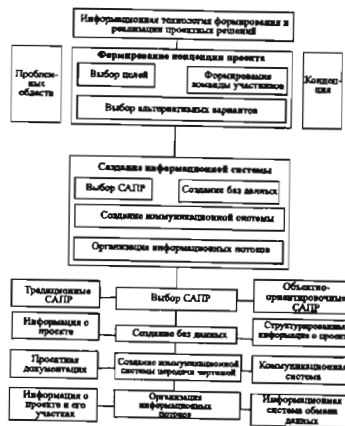 Информационная технология формирования и
реализации проектных решений
Формирование концепции проекта
Проблем-
ных
областей
Выбор целей
Формирование
команды участников
Концеп-
ция
Выбор альтернативных вариантов
Создание информационной системы
Выбор САПР
Создание баз данных
Создание коммуникационной системы
Организация информационных потоков
Традиционные
САПР
Выбор САПР
Объектно-
ориентировочные
САПР
Информация о
проекте
Создание баз данных
Структурированная
информация о проекте
Проектная
документация
Создание коммуникационной
системы передачи чертежей
Коммуникационная
система
Информация о
проекте и его
участках
Организация
информационных
потоков
Информационная
система обмена
данных